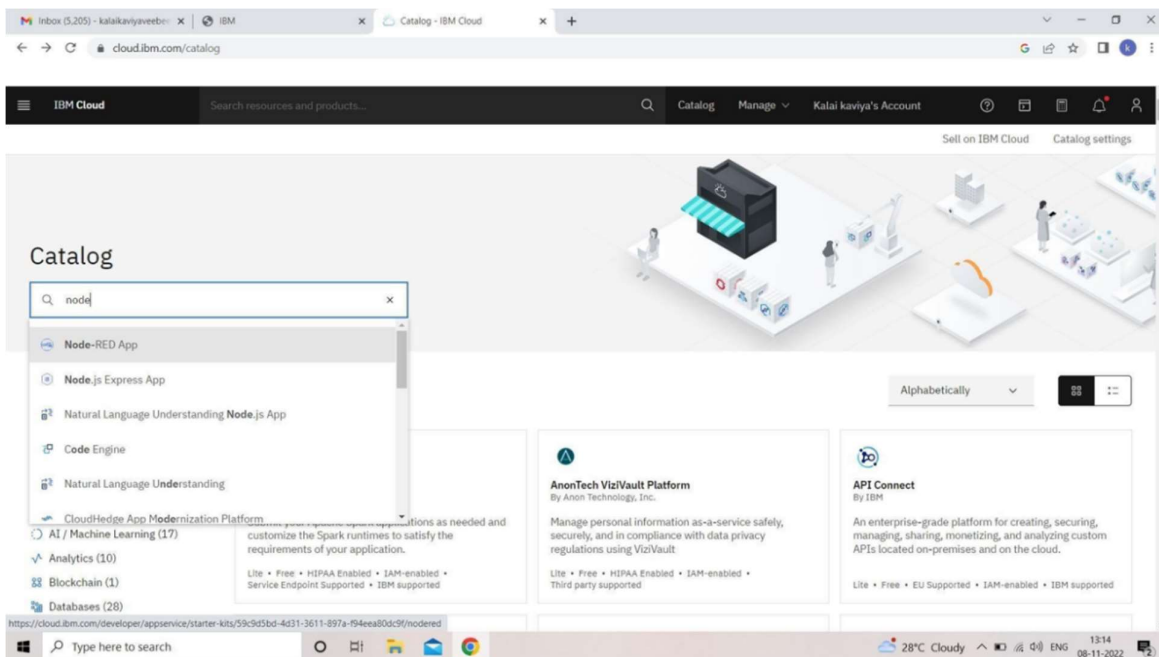 Inbox (5,205) - kalaikaviyaveebe
IBM
Catalog - IBM Cloud
cloud.ibm.com/catalog
IBM Cloud
Search resources and products...
Catalog
Manage
Kalai kaviya's Account
Sell on IBM Cloud
Catalog settings
Catalog
node
Node-RED App
Node.js Express App
Natural Language Understanding Node.js App
Code Engine
Natural Language Understanding
CloudHedge App Modernization Platform
AI / Machine Learning (17)
Analytics (10)
Blockchain (1)
Databases (28)
Alphabetically
applications as needed and
customize the Spark runtimes to satisfy the
requirements of your application.
Lite • Free • HIPAA Enabled • IAM-enabled •
Service Endpoint Supported • IBM supported
AnonTech ViziVault Platform
By Anon Technology, Inc.
Manage personal information as-a-service safely,
securely, and in compliance with data privacy
regulations using ViziVault
Lite • Free • HIPAA Enabled • IAM-enabled •
Third party supported
API Connect
By IBM
An enterprise-grade platform for creating, securing,
managing, sharing, monetizing, and analyzing custom
APIs located on-premises and on the cloud.
Lite • Free • EU Supported • IAM-enabled • IBM supported
https://cloud.ibm.com/developer/appservice/starter-kits/59c9d5bd-4d31-3611-897a-f94eea80dc9f/nodered
Type here to search
28°C Cloudy
ENG
13:14
08-11-2022